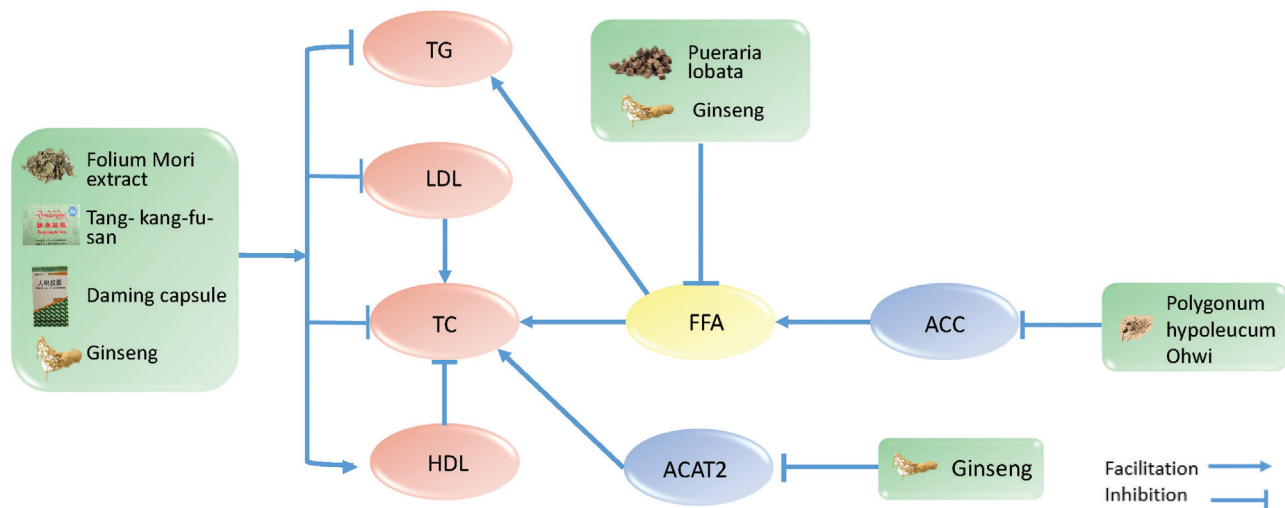 TG
Pueraria
lobata
Ginseng
Folium Mori
extract
LDL
Tang- kang-fu-
san
Daming capsule
TC
FFA
ACC
Polygonum
hypoleucum
Ohwi
Ginseng
HDL
ACAT2
Ginseng
Facilitation
Inhibition